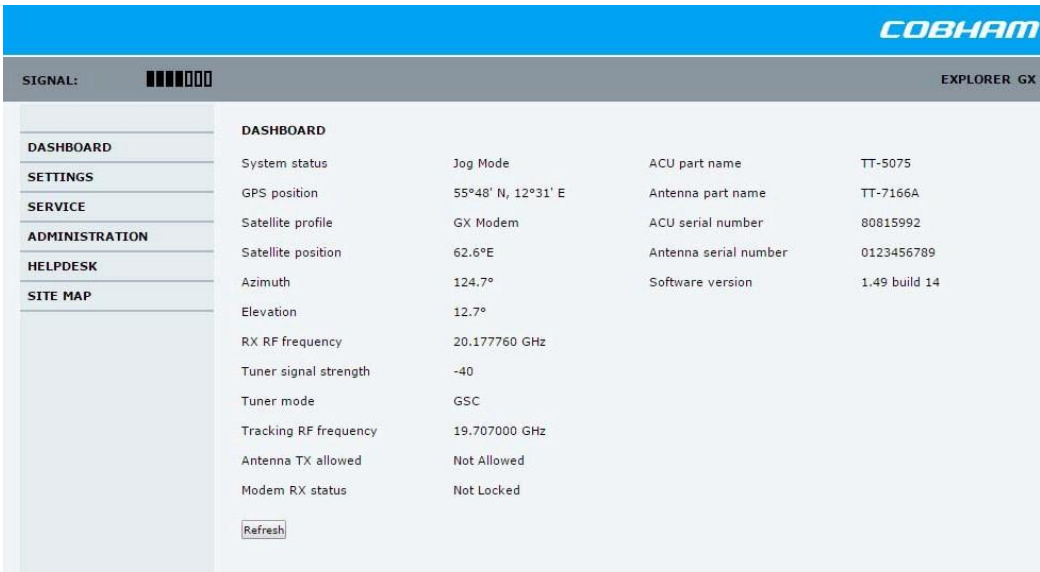 COBHAM
SIGNAL:
EXPLORER GX
DASHBOARD
SETTINGS
SERVICE
ADMINISTRATION
HELPDESK
SITE MAP
DASHBOARD
System status Jog Mode
GPS position 55°48' N, 12°31' E
Satellite profile GX Modem
Satellite position 62.6°E
Azimuth 124.7°
Elevation 12.7°
RX RF frequency 20.177760 GHz
Tuner signal strength -40
Tuner mode GSC
Tracking RF frequency 19.707000 GHz
Antenna TX allowed Not Allowed
Modem RX status Not Locked
ACU part name TT-5075
Antenna part name TT-7166A
ACU serial number 80815992
Antenna serial number 0123456789
Software version 1.49 build 14
Refresh